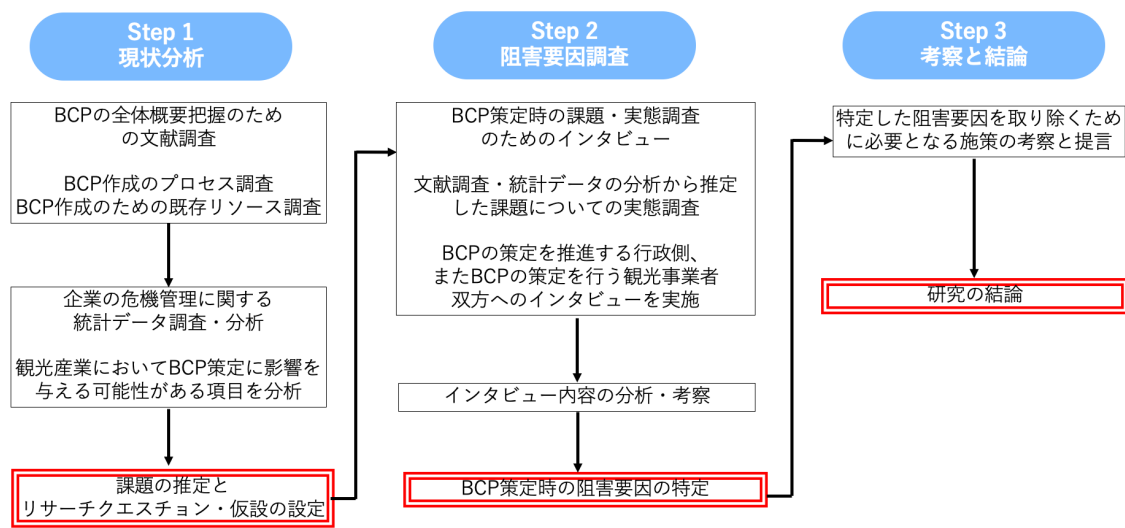 Step 1
現状分析
BCPの全体概要把握のため
の文献調査
BCP作成のプロセス調査
BCP作成のための既存リソース調査
企業の危機管理に関する
統計データ調査・分析
観光産業においてBCP策定に影響を
与える可能性がある項目を分析
課題の推定と
リサーチクエスチョン・仮設の設定
Step 2
阻害要因調査
BCP策定時の課題・実態調査
のためのインタビュー
文献調査・統計データの分析から推定
した課題についての実態調査
BCPの策定を推進する行政側、
またBCPの策定を行う観光事業者
双方へのインタビューを実施
インタビュー内容の分析・考察
BCP策定時の阻害要因の特定
Step 3
考察と結論
特定した阻害要因を取り除くため
に必要となる施策の考察と提言
研究の結論